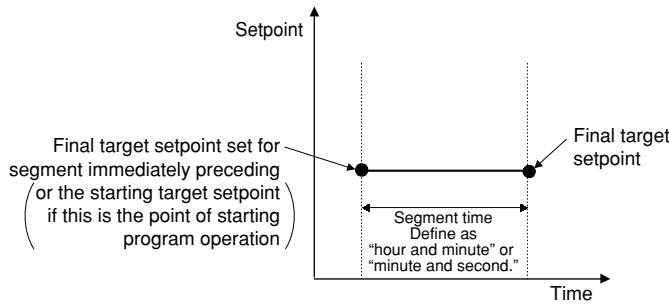 Setpoint
Final target setpoint set for
segment immediately preceding
(or the starting target setpoint
if this is the point of starting
program operation)
Final target
setpoint
Segment time
Define as
“hour and minute” or
“minute and second.”
Time